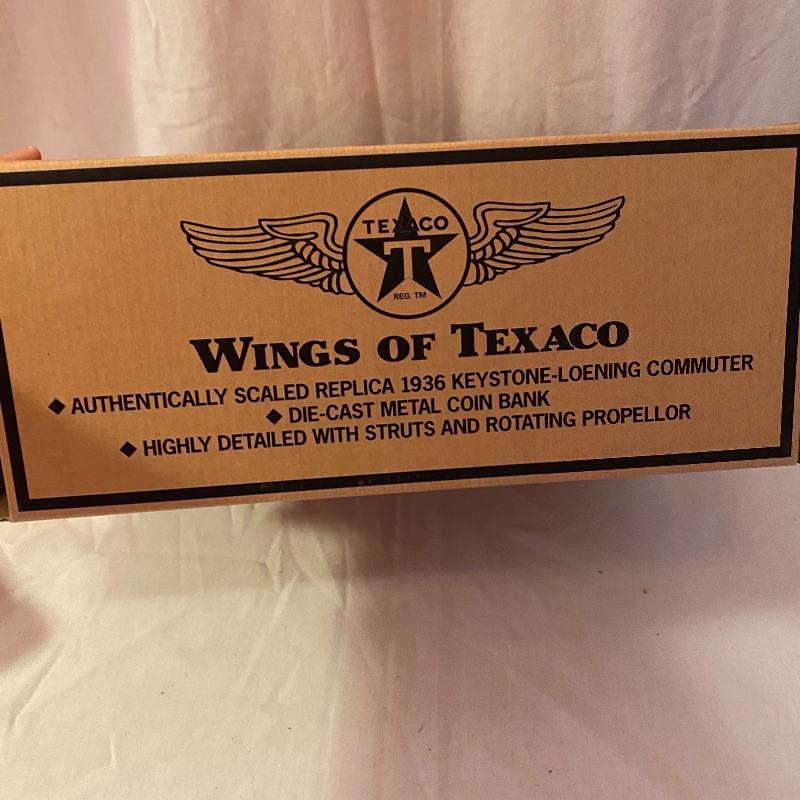 TEXACO
T
REG. TM
WINGS OF TEXACO
◆ AUTHENTICALLY SCALED REPLICA 1936 KEYSTONE-LOENING COMMUTER
◆ DIE-CAST METAL COIN BANK
◆ HIGHLY DETAILED WITH STRUTS AND ROTATING PROPELLOR